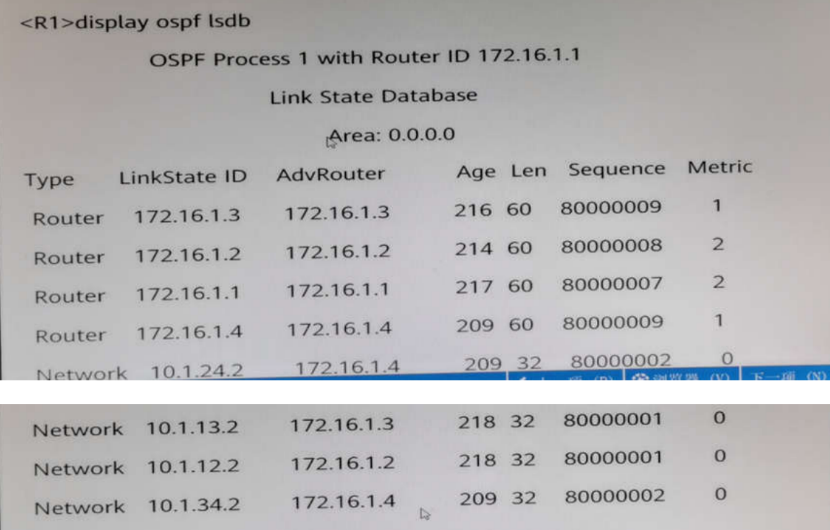 <R1>display ospf lsdb
OSPF Process 1 with Router ID 172.16.1.1
Link State Database
Area: 0.0.0.0
Type LinkState ID AdvRouter Age Len Sequence Metric
Router 172.16.1.3 172.16.1.3 216 60 80000009 1
Router 172.16.1.2 172.16.1.2 214 60 80000008 2
Router 172.16.1.1 172.16.1.1 217 60 80000007 2
Router 172.16.1.4 172.16.1.4 209 60 80000009 1
Network 10.1.24.2 172.16.1.4 209 32 80000002 0
(P) 浏览器 (V) 下一项 (N)
Network 10.1.13.2 172.16.1.3 218 32 80000001 0
Network 10.1.12.2 172.16.1.2 218 32 80000001 0
Network 10.1.34.2 172.16.1.4 209 32 80000002 0